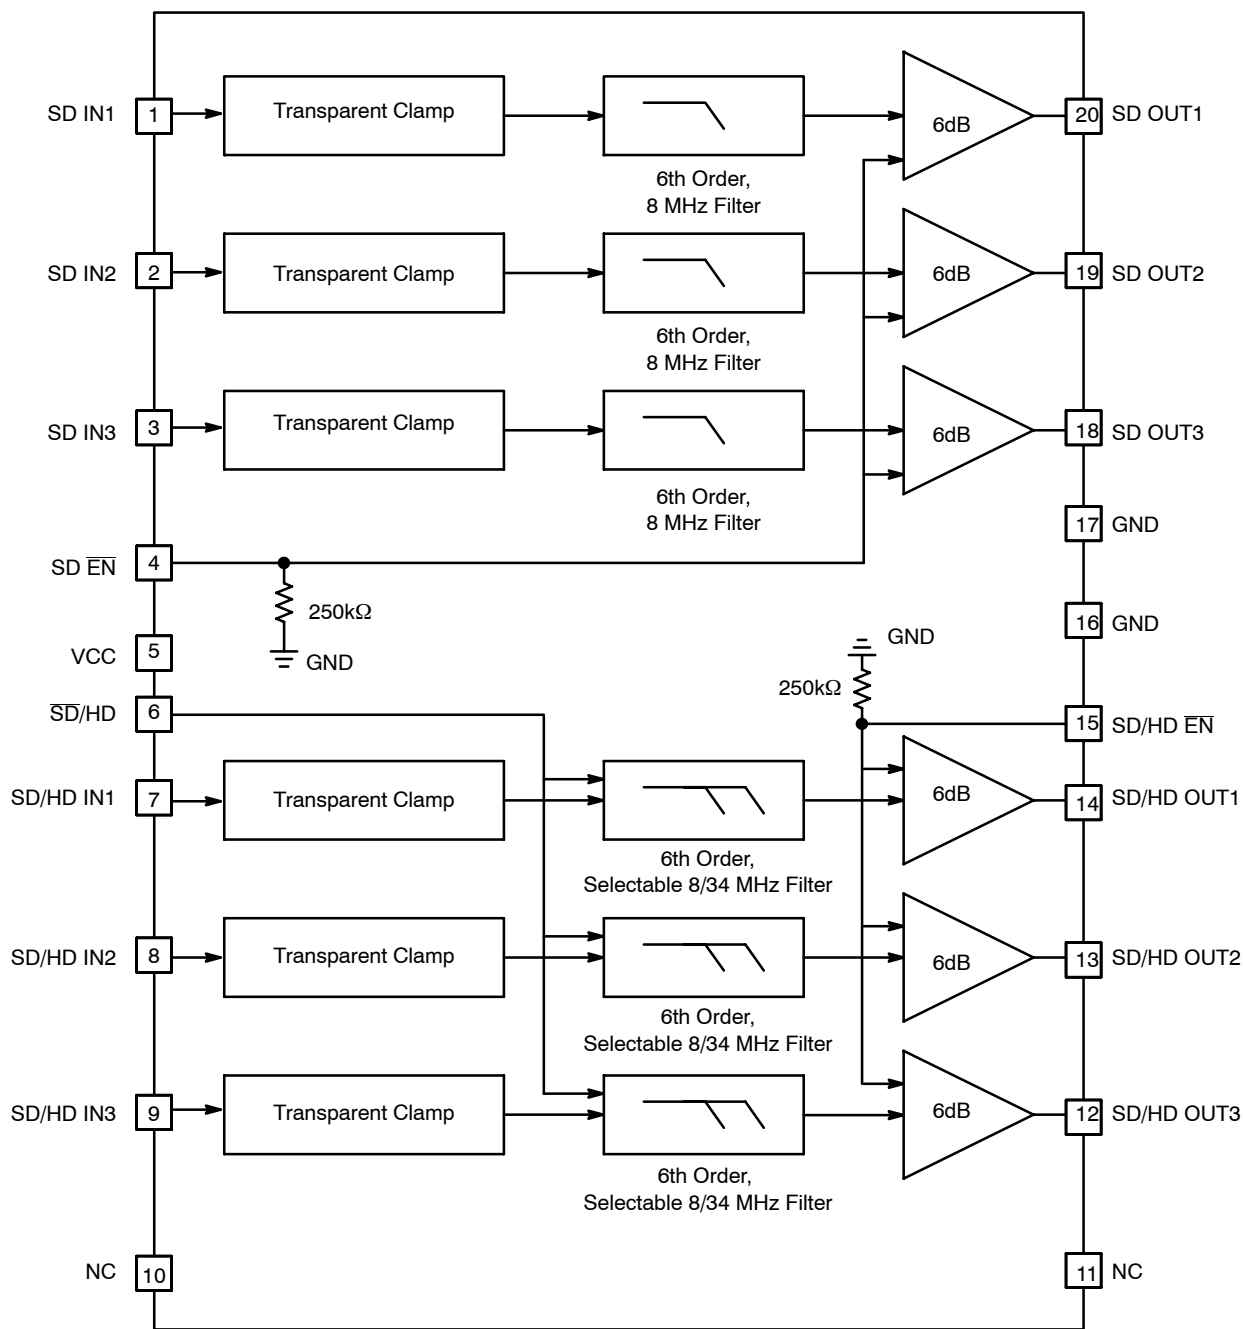 SD IN1 1 Transparent Clamp 6dB 20 SD OUT1
6th Order,
8 MHz Filter
SD IN2 2 Transparent Clamp 6dB 19 SD OUT2
6th Order,
8 MHz Filter
SD IN3 3 Transparent Clamp 6dB 18 SD OUT3
6th Order,
8 MHz Filter
17 GND
SD E̅N̅ 4
250kΩ
GND
16 GND
VCC 5
GND
250kΩ
S̅D̅/HD 6
15 SD/HD E̅N̅
SD/HD IN1 7 Transparent Clamp 6dB 14 SD/HD OUT1
6th Order,
Selectable 8/34 MHz Filter
SD/HD IN2 8 Transparent Clamp 6dB 13 SD/HD OUT2
6th Order,
Selectable 8/34 MHz Filter
SD/HD IN3 9 Transparent Clamp 6dB 12 SD/HD OUT3
6th Order,
Selectable 8/34 MHz Filter
NC 10 11 NC